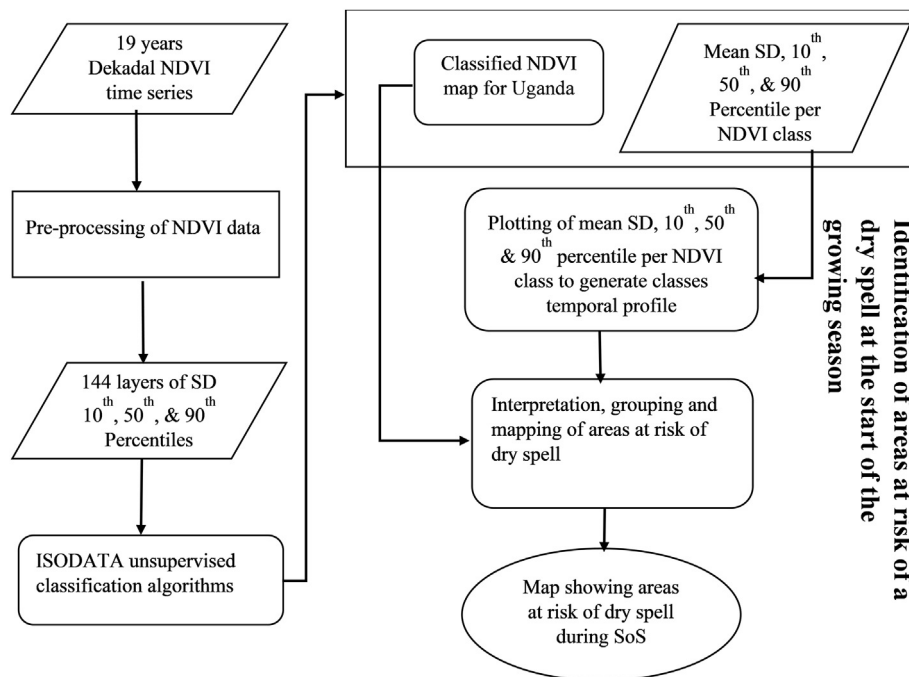 19 years
Dekadal NDVI
time series
Pre-processing of NDVI data
144 layers of SD
10th, 50th, & 90th
Percentiles
ISODATA unsupervised
classification algorithms
Classified NDVI
map for Uganda
Mean SD, 10th,
50th, & 90th
Percentile per
NDVI class
Plotting of mean SD, 10th, 50th
& 90th percentile per NDVI
class to generate classes
temporal profile
Interpretation, grouping and
mapping of areas at risk of
dry spell
Map showing areas
at risk of dry spell
during SoS
Identification of areas at risk of a
dry spell at the start of the
growing season